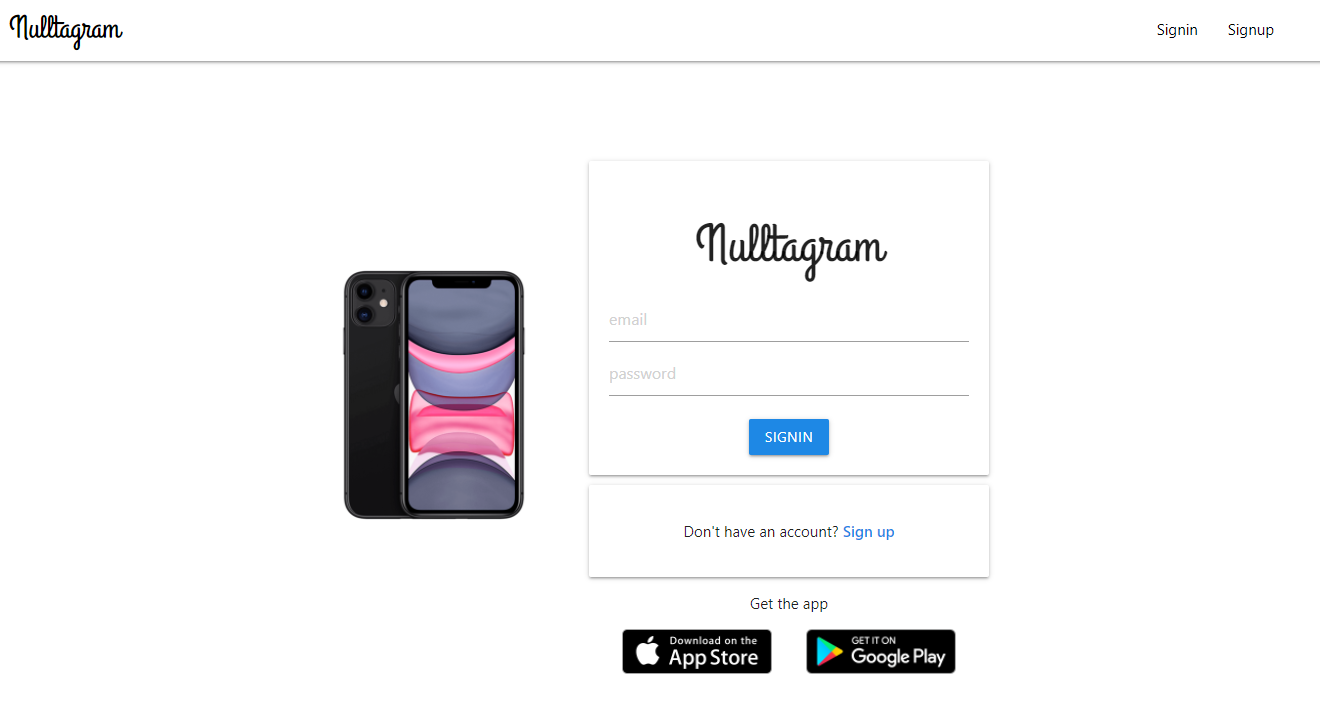 Nulltagram
Signin Signup
Nulltagram
email
password
SIGNIN
Don't have an account? Sign up
Get the app
Download on the
App Store
GET IT ON
Google Play